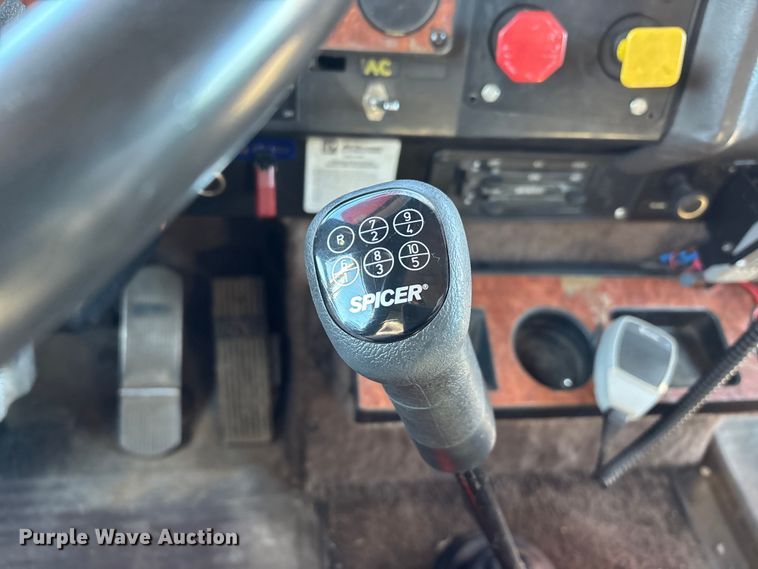 AC
R 7 2 9 4
6 1 8 3 10 5
SPICER®
Purple Wave Auction